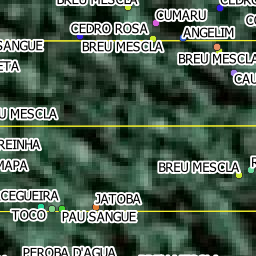 BREU MESCLA
CUMARU
CEDRO ROSA
ANGELIM
SANGUE
BREU MESCLA
ETA
BREU MESCLA
CAU
U MESCLA
REINHA
MAPA
BREU MESCLA
CEGUEIRA
JATOBA
TOCO
PAU SANGUE
PEROBA D'AGUA